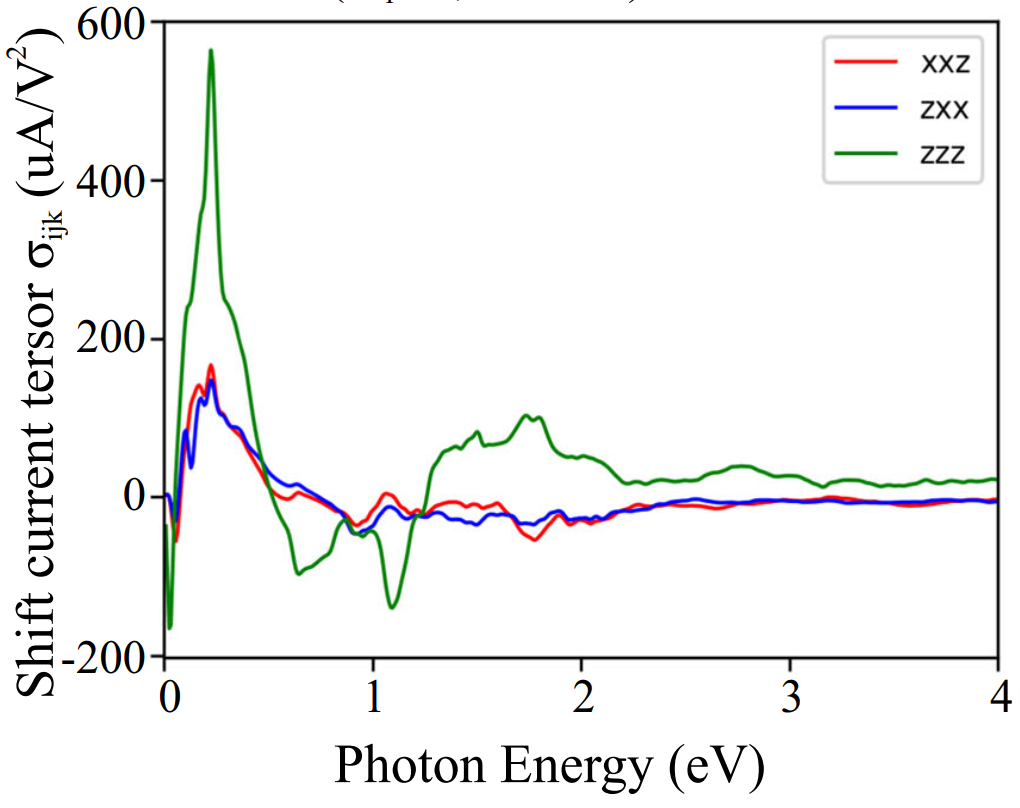 600
400
200
0
-200
Shift current tersor σijk (uA/V²)
xxz
zxx
zzz
0 1 2 3 4
Photon Energy (eV)